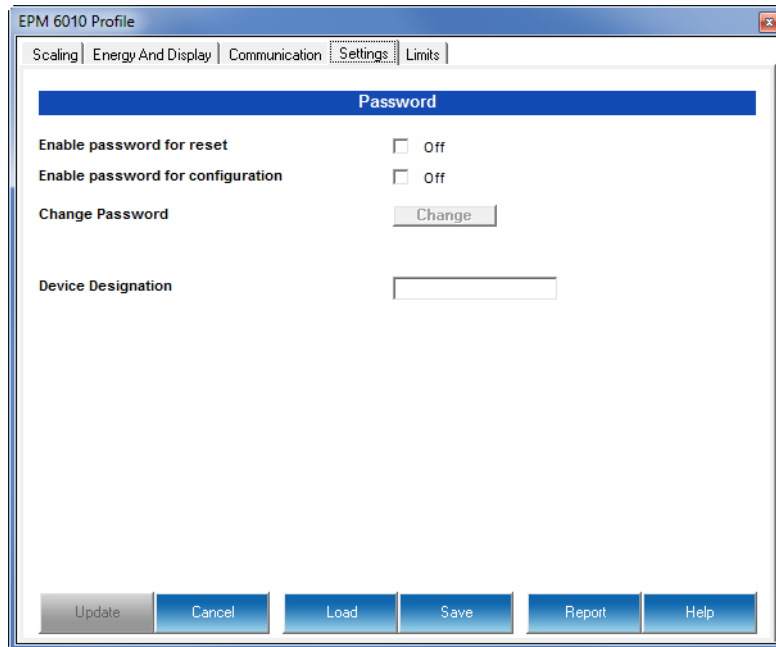 EPM 6010 Profile
Scaling Energy And Display Communication Settings Limits
Password
Enable password for reset Off
Enable password for configuration Off
Change Password Change
Device Designation
Update Cancel Load Save Report Help